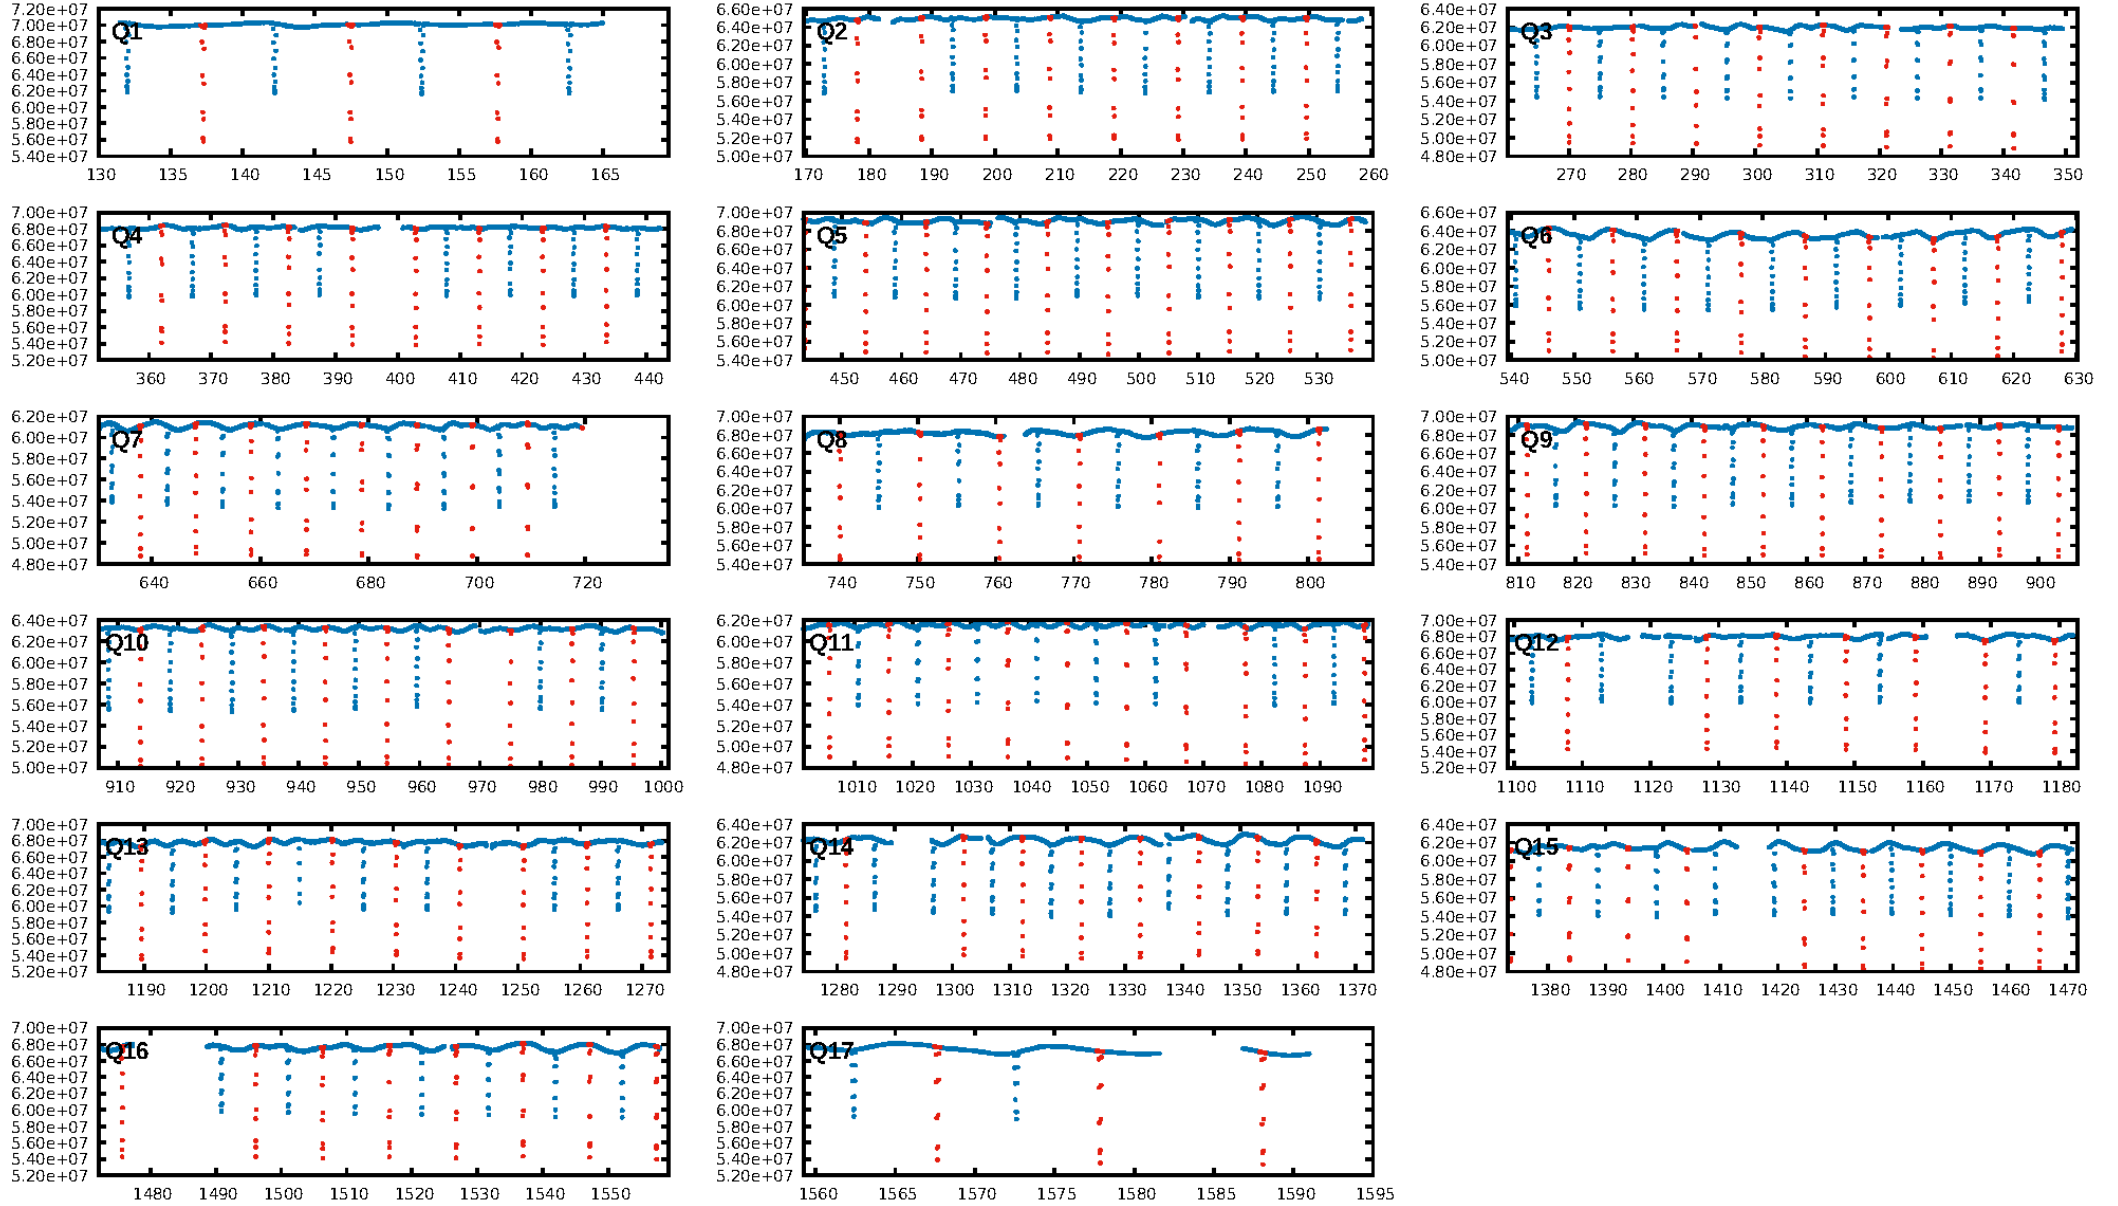 7.20e+07
7.00e+07
6.80e+07
6.60e+07
6.40e+07
6.20e+07
6.00e+07
5.80e+07
5.60e+07
5.40e+07
Q1
130 135 140 145 150 155 160 165
6.60e+07
6.40e+07
6.20e+07
6.00e+07
5.80e+07
5.60e+07
5.40e+07
5.20e+07
5.00e+07
Q2
170 180 190 200 210 220 230 240 250 260
6.40e+07
6.20e+07
6.00e+07
5.80e+07
5.60e+07
5.40e+07
5.20e+07
5.00e+07
4.80e+07
Q3
270 280 290 300 310 320 330 340 350
7.00e+07
6.80e+07
6.60e+07
6.40e+07
6.20e+07
6.00e+07
5.80e+07
5.60e+07
5.40e+07
5.20e+07
Q4
360 370 380 390 400 410 420 430 440
7.00e+07
6.80e+07
6.60e+07
6.40e+07
6.20e+07
6.00e+07
5.80e+07
5.60e+07
5.40e+07
Q5
450 460 470 480 490 500 510 520 530
6.60e+07
6.40e+07
6.20e+07
6.00e+07
5.80e+07
5.60e+07
5.40e+07
5.20e+07
5.00e+07
Q6
540 550 560 570 580 590 600 610 620 630
6.20e+07
6.00e+07
5.80e+07
5.60e+07
5.40e+07
5.20e+07
5.00e+07
4.80e+07
Q7
640 660 680 700 720
7.00e+07
6.80e+07
6.60e+07
6.40e+07
6.20e+07
6.00e+07
5.80e+07
5.60e+07
5.40e+07
Q8
740 750 760 770 780 790 800
7.00e+07
6.80e+07
6.60e+07
6.40e+07
6.20e+07
6.00e+07
5.80e+07
5.60e+07
5.40e+07
Q9
810 820 830 840 850 860 870 880 890 900
6.40e+07
6.20e+07
6.00e+07
5.80e+07
5.60e+07
5.40e+07
5.20e+07
5.00e+07
Q10
910 920 930 940 950 960 970 980 990 1000
6.20e+07
6.00e+07
5.80e+07
5.60e+07
5.40e+07
5.20e+07
5.00e+07
4.80e+07
Q11
1010 1020 1030 1040 1050 1060 1070 1080 1090
7.00e+07
6.80e+07
6.60e+07
6.40e+07
6.20e+07
6.00e+07
5.80e+07
5.60e+07
5.40e+07
5.20e+07
Q12
1100 1110 1120 1130 1140 1150 1160 1170 1180
7.00e+07
6.80e+07
6.60e+07
6.40e+07
6.20e+07
6.00e+07
5.80e+07
5.60e+07
5.40e+07
5.20e+07
Q13
1190 1200 1210 1220 1230 1240 1250 1260 1270
6.40e+07
6.20e+07
6.00e+07
5.80e+07
5.60e+07
5.40e+07
5.20e+07
5.00e+07
4.80e+07
Q14
1280 1290 1300 1310 1320 1330 1340 1350 1360 1370
6.40e+07
6.20e+07
6.00e+07
5.80e+07
5.60e+07
5.40e+07
5.20e+07
5.00e+07
4.80e+07
Q15
1380 1390 1400 1410 1420 1430 1440 1450 1460 1470
7.00e+07
6.80e+07
6.60e+07
6.40e+07
6.20e+07
6.00e+07
5.80e+07
5.60e+07
5.40e+07
5.20e+07
Q16
1480 1490 1500 1510 1520 1530 1540 1550
7.00e+07
6.80e+07
6.60e+07
6.40e+07
6.20e+07
6.00e+07
5.80e+07
5.60e+07
5.40e+07
5.20e+07
Q17
1560 1565 1570 1575 1580 1585 1590 1595